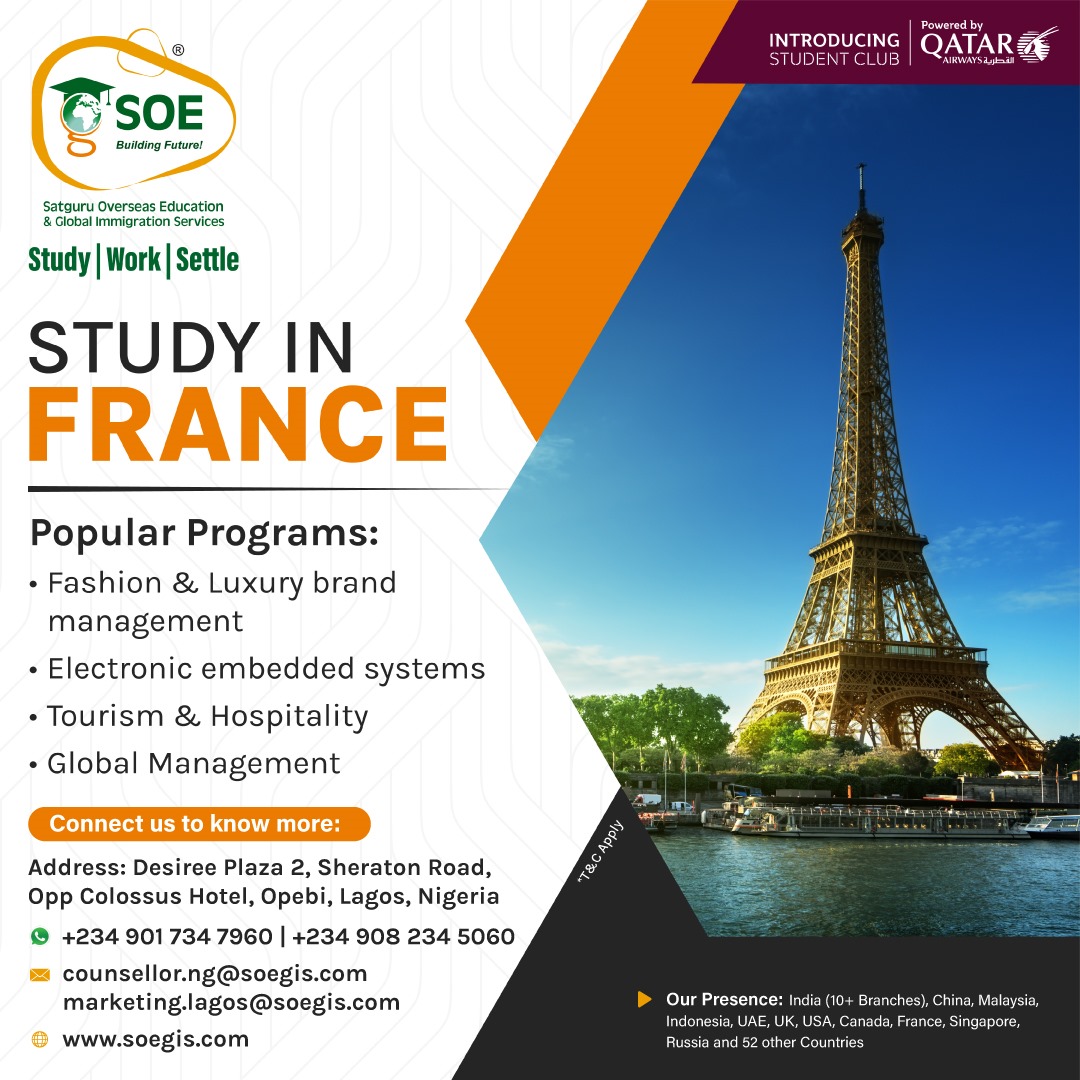 ®
SOE
Building Future!
Satguru Overseas Education
& Global Immigration Services
Study | Work | Settle
INTRODUCING
STUDENT CLUB
Powered by
QATAR
AIRWAYS القطرية
STUDY IN
FRANCE
Popular Programs:
• Fashion & Luxury brand
management
• Electronic embedded systems
• Tourism & Hospitality
• Global Management
Connect us to know more:
Address: Desiree Plaza 2, Sheraton Road,
Opp Colossus Hotel, Opebi, Lagos, Nigeria
+234 901 734 7960 | +234 908 234 5060
counsellor.ng@soegis.com
marketing.lagos@soegis.com
www.soegis.com
*T&C Apply
Our Presence: India (10+ Branches), China, Malaysia,
Indonesia, UAE, UK, USA, Canada, France, Singapore,
Russia and 52 other Countries